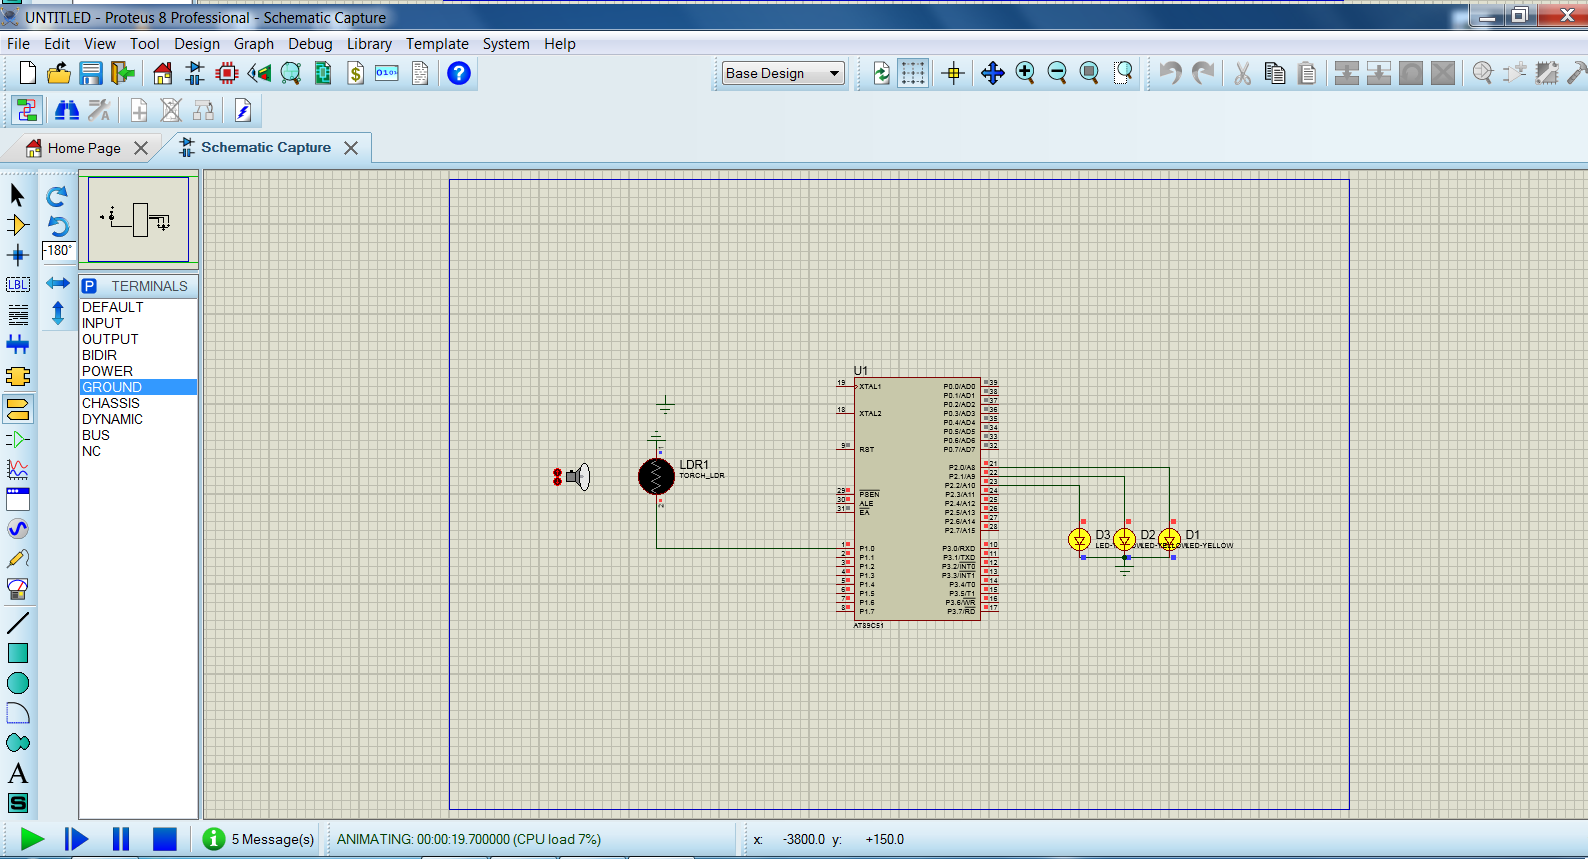 UNTITLED - Proteus 8 Professional - Schematic Capture
File Edit View Tool Design Graph Debug Library Template System Help
Base Design
Home Page
Schematic Capture
-180°
LBL
P TERMINALS
DEFAULT
INPUT
OUTPUT
BIDIR
POWER
GROUND
CHASSIS
DYNAMIC
BUS
NC
A
S
LDR1
TORCH_LDR
1
2
U1
19 XTAL1
18 XTAL2
9 RST
29 PSEN
30 ALE
31 EA
1 P1.0
2 P1.1
3 P1.2
4 P1.3
5 P1.4
6 P1.5
7 P1.6
8 P1.7
P0.0/AD0 39
P0.1/AD1 38
P0.2/AD2 37
P0.3/AD3 36
P0.4/AD4 35
P0.5/AD5 34
P0.6/AD6 33
P0.7/AD7 32
P2.0/A8 21
P2.1/A9 22
P2.2/A10 23
P2.3/A11 24
P2.4/A12 25
P2.5/A13 26
P2.6/A14 27
P2.7/A15 28
P3.0/RXD 10
P3.1/TXD 11
P3.2/INT0 12
P3.3/INT1 13
P3.4/T0 14
P3.5/T1 15
P3.6/WR 16
P3.7/RD 17
AT89C51
D3 D2 D1
LED-YELLOW
5 Message(s)
ANIMATING: 00:00:19.700000 (CPU load 7%)
x: -3800.0 y: +150.0